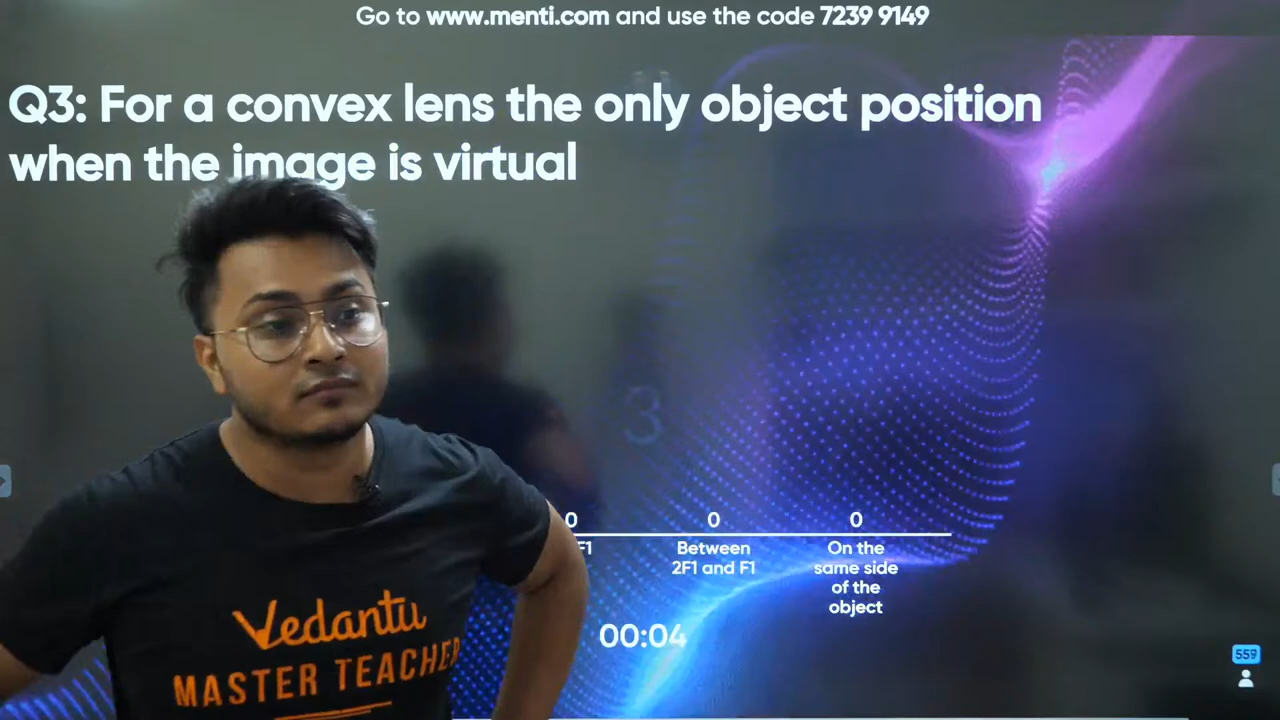 Go to www.menti.com and use the code 7239 9149
Q3: For a convex lens the only object position
when the image is virtual
3
0
0
0
F1
Between
2F1 and F1
On the
same side
of the
object
00:04
559
Vedantu
MASTER TEACHER